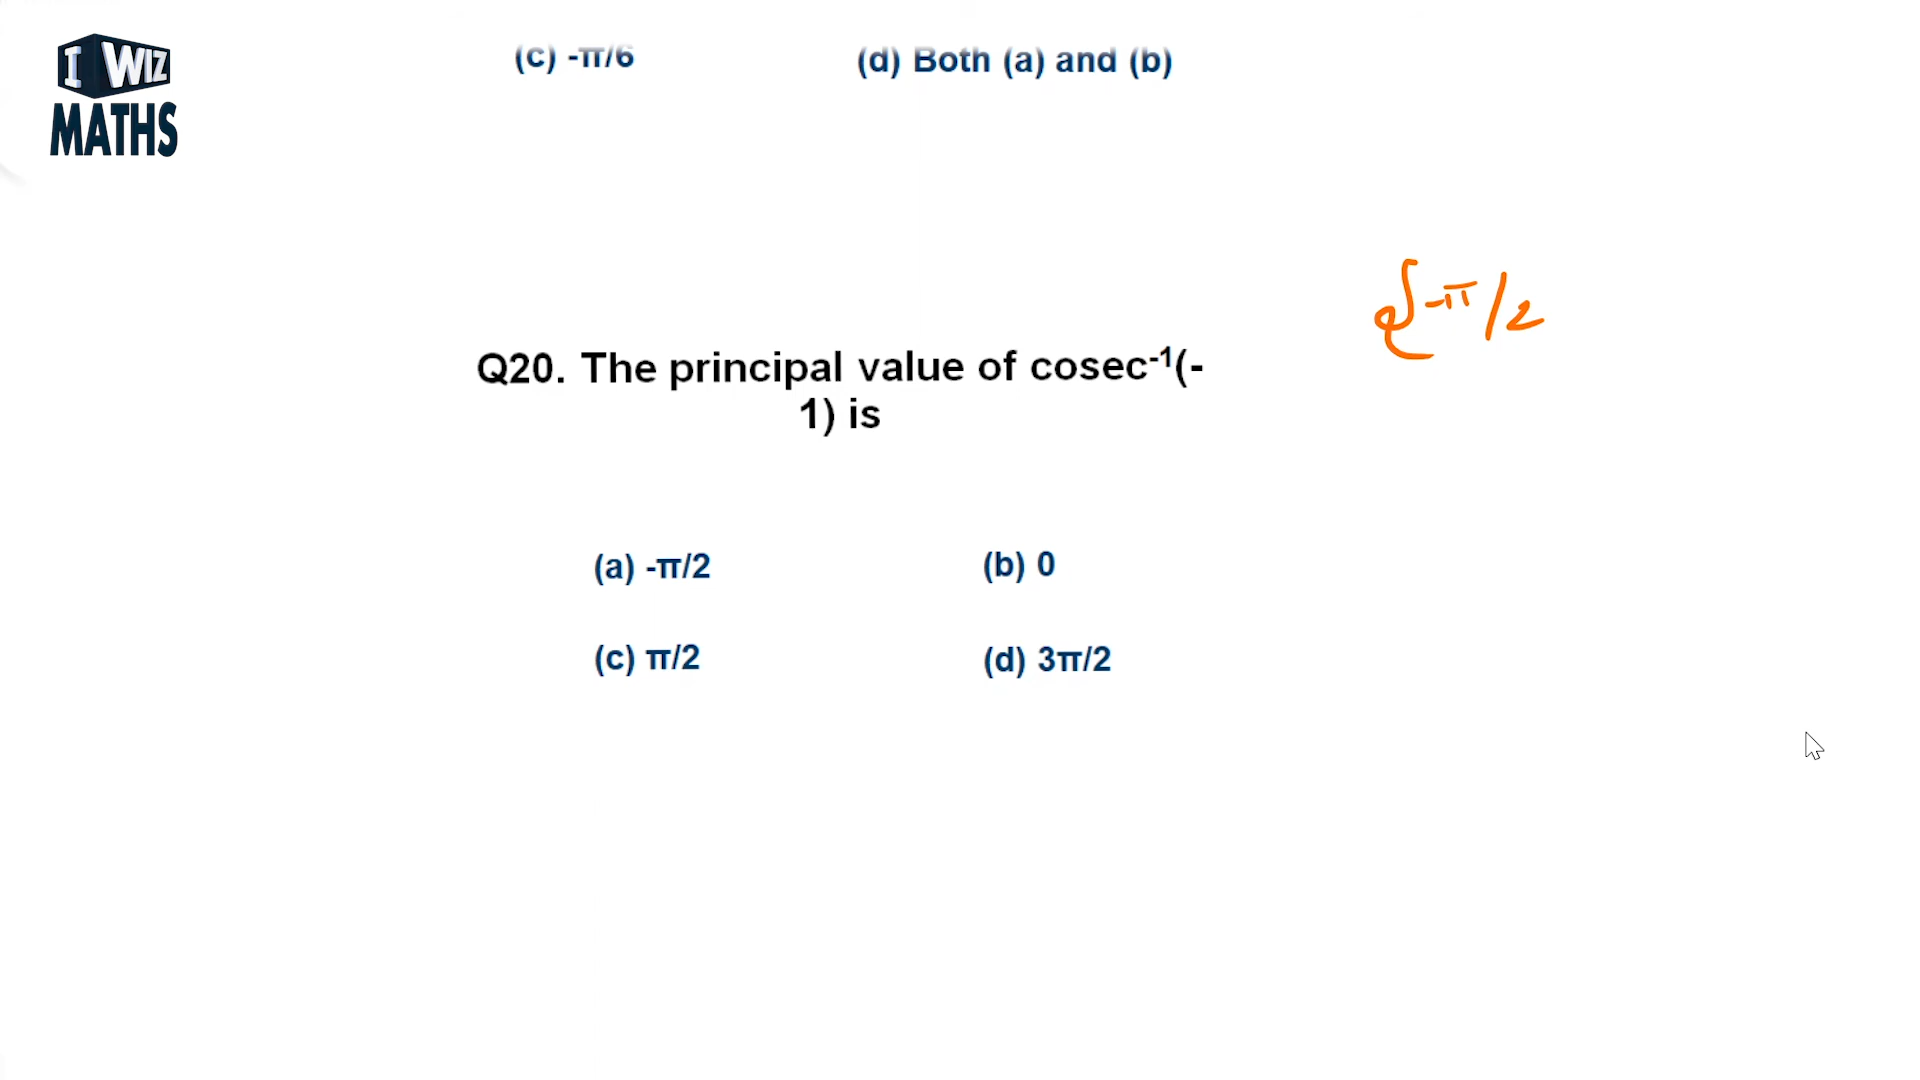 I WIZ
MATHS
(c) -π/6
(d) Both (a) and (b)
{-π/2
Q20. The principal value of cosec⁻¹(-
1) is
(a) -π/2
(b) 0
(c) π/2
(d) 3π/2